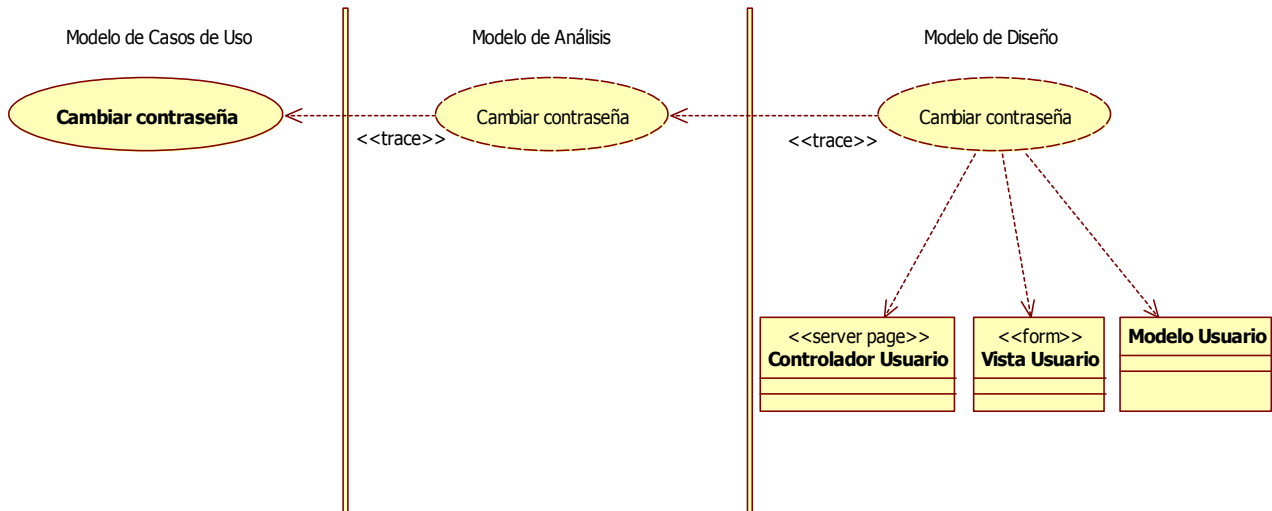 Modelo de Casos de Uso
Modelo de Análisis
Modelo de Diseño
Cambiar contraseña
Cambiar contraseña
Cambiar contraseña
<<trace>>
<<trace>>
<<server page>>
Controlador Usuario
<<form>>
Vista Usuario
Modelo Usuario